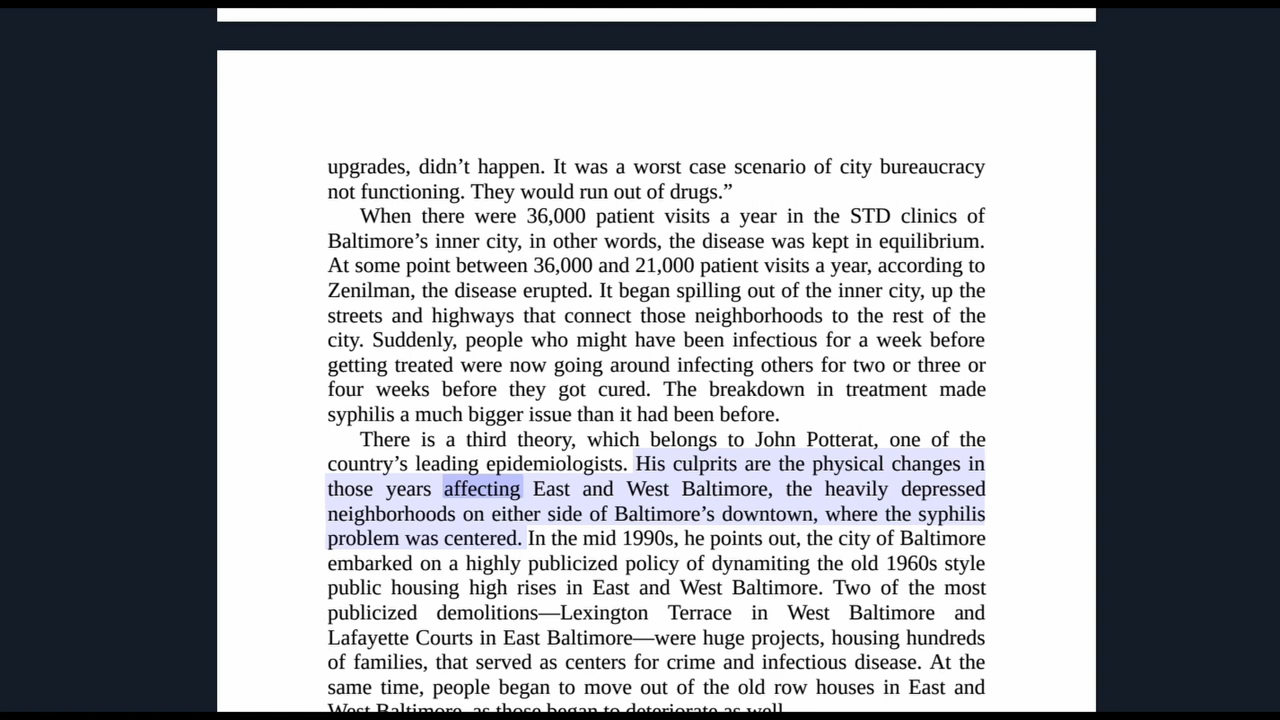 upgrades, didn’t happen. It was a worst case scenario of city bureaucracy
not functioning. They would run out of drugs.”
When there were 36,000 patient visits a year in the STD clinics of
Baltimore’s inner city, in other words, the disease was kept in equilibrium.
At some point between 36,000 and 21,000 patient visits a year, according to
Zenilman, the disease erupted. It began spilling out of the inner city, up the
streets and highways that connect those neighborhoods to the rest of the
city. Suddenly, people who might have been infectious for a week before
getting treated were now going around infecting others for two or three or
four weeks before they got cured. The breakdown in treatment made
syphilis a much bigger issue than it had been before.
There is a third theory, which belongs to John Potterat, one of the
country’s leading epidemiologists. His culprits are the physical changes in
those years affecting East and West Baltimore, the heavily depressed
neighborhoods on either side of Baltimore’s downtown, where the syphilis
problem was centered. In the mid 1990s, he points out, the city of Baltimore
embarked on a highly publicized policy of dynamiting the old 1960s style
public housing high rises in East and West Baltimore. Two of the most
publicized demolitions—Lexington Terrace in West Baltimore and
Lafayette Courts in East Baltimore—were huge projects, housing hundreds
of families, that served as centers for crime and infectious disease. At the
same time, people began to move out of the old row houses in East and
West Baltimore, as those began to deteriorate as well.